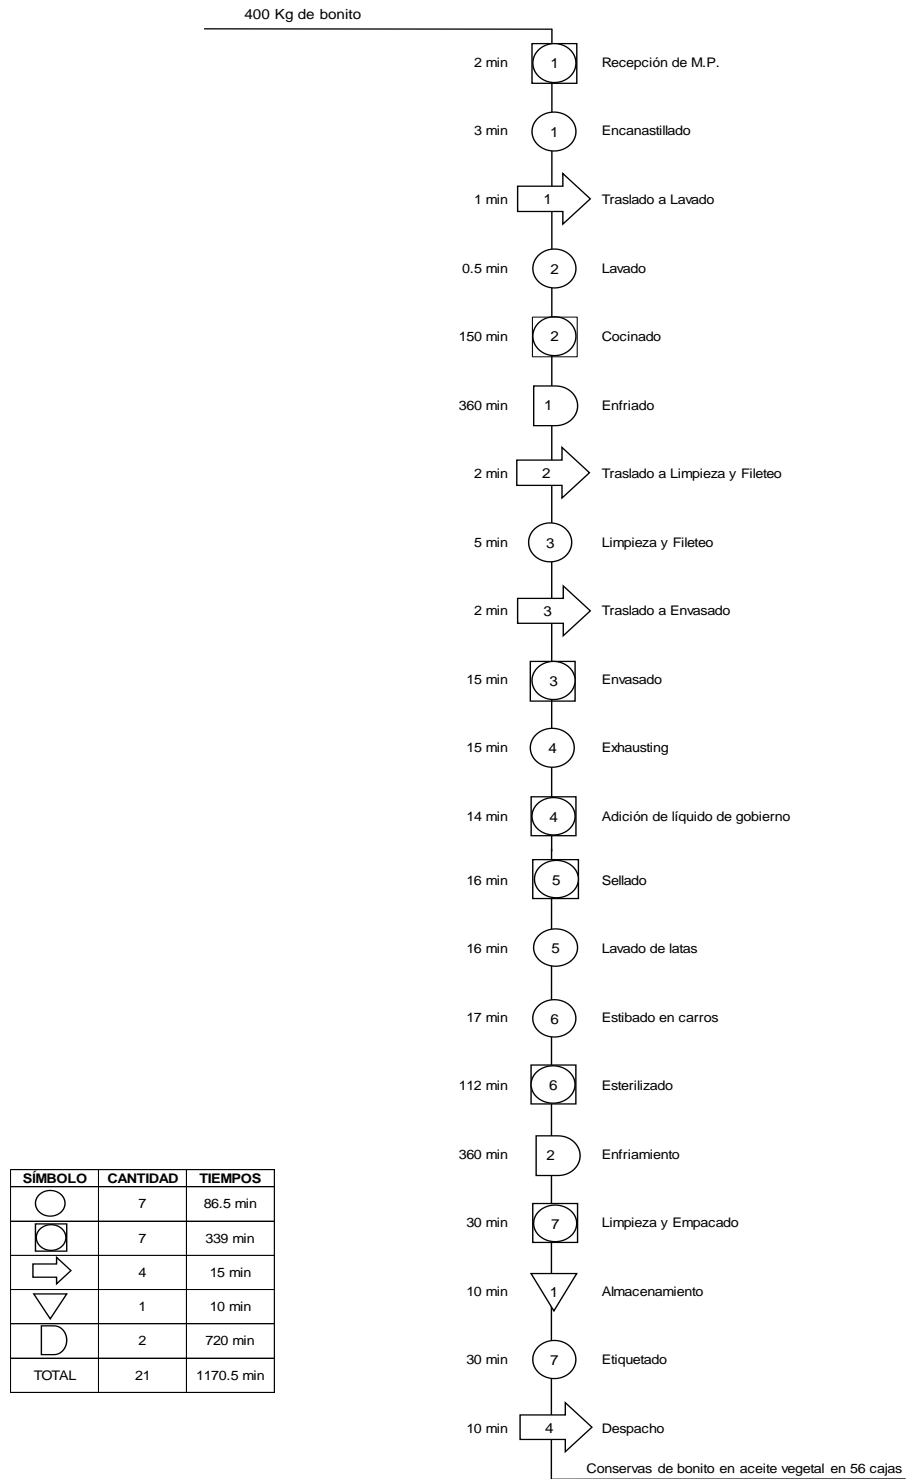 400 Kg de bonito
2 min 1 Recepción de M.P.
3 min 1 Encanastillado
1 min 1 Traslado a Lavado
0.5 min 2 Lavado
150 min 2 Cocinado
360 min 1 Enfriado
2 min 2 Traslado a Limpieza y Fileteo
5 min 3 Limpieza y Fileteo
2 min 3 Traslado a Envasado
15 min 3 Envasado
15 min 4 Exhausting
14 min 4 Adición de líquido de gobierno
16 min 5 Sellado
16 min 5 Lavado de latas
17 min 6 Estibado en carros
112 min 6 Esterilizado
360 min 2 Enfriamiento
30 min 7 Limpieza y Empacado
10 min 1 Almacenamiento
30 min 7 Etiquetado
10 min 4 Despacho
Conservas de bonito en aceite vegetal en 56 cajas
SÍMBOLO CANTIDAD TIEMPOS
7 86.5 min
7 339 min
4 15 min
1 10 min
2 720 min
TOTAL 21 1170.5 min